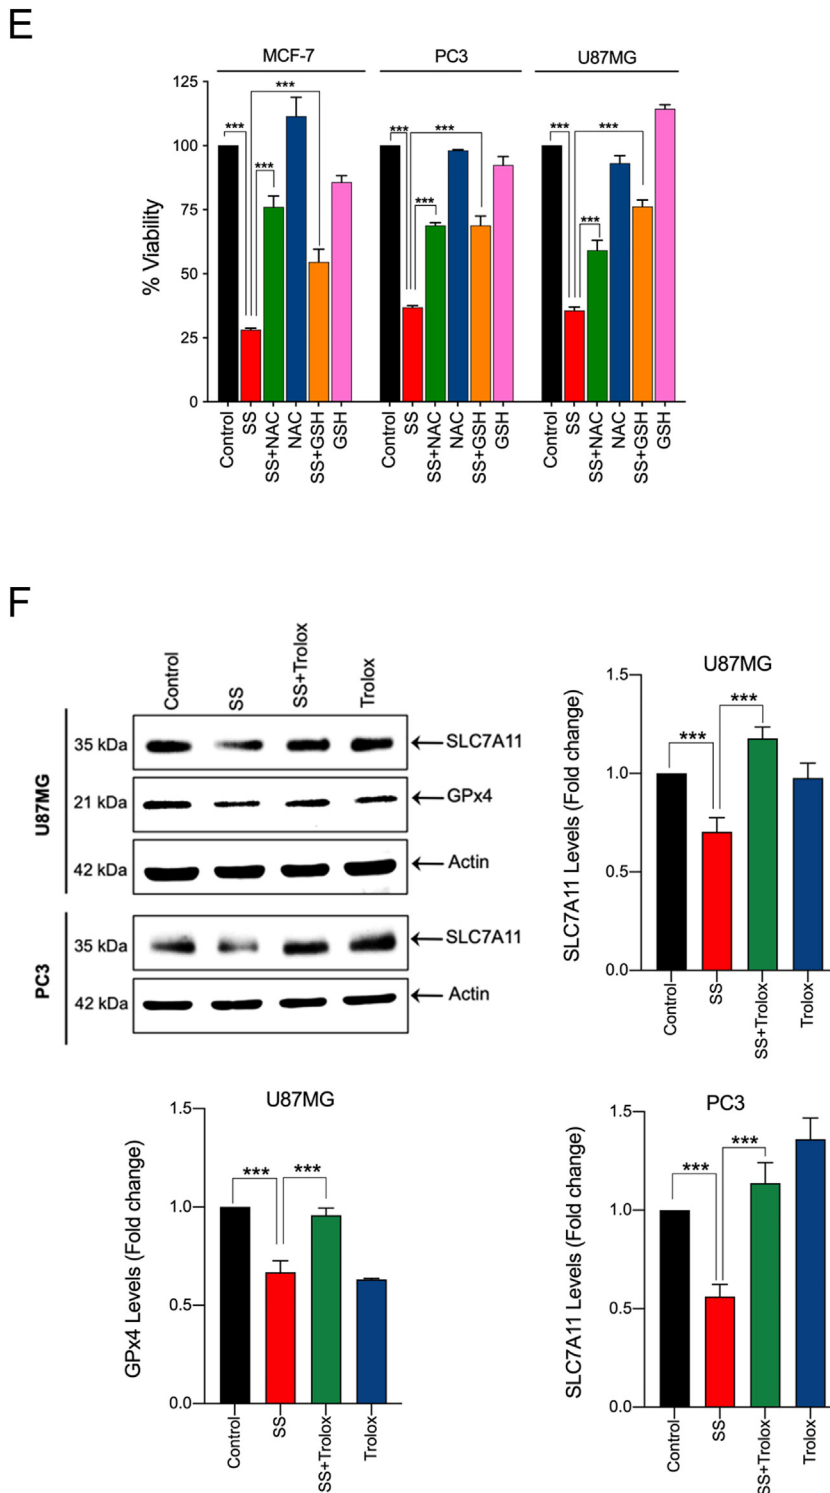 E
MCF-7 PC3 U87MG
*** *** *** *** *** ***
*** *** ***
% Viability
125
100
75
50
25
0
Control SS SS+NAC NAC SS+GSH GSH Control SS SS+NAC NAC SS+GSH GSH Control SS SS+NAC NAC SS+GSH GSH
F
Control SS SS+Trolox Trolox
U87MG
35 kDa SLC7A11
21 kDa GPx4
42 kDa Actin
PC3
35 kDa SLC7A11
42 kDa Actin
U87MG
SLC7A11 Levels (Fold change)
1.5
1.0
0.5
0.0
*** ***
Control SS SS+Trolox Trolox
U87MG
GPx4 Levels (Fold change)
1.5
1.0
0.5
0.0
*** ***
Control SS SS+Trolox Trolox
PC3
SLC7A11 Levels (Fold change)
1.5
1.0
0.5
0.0
*** ***
Control SS SS+Trolox Trolox